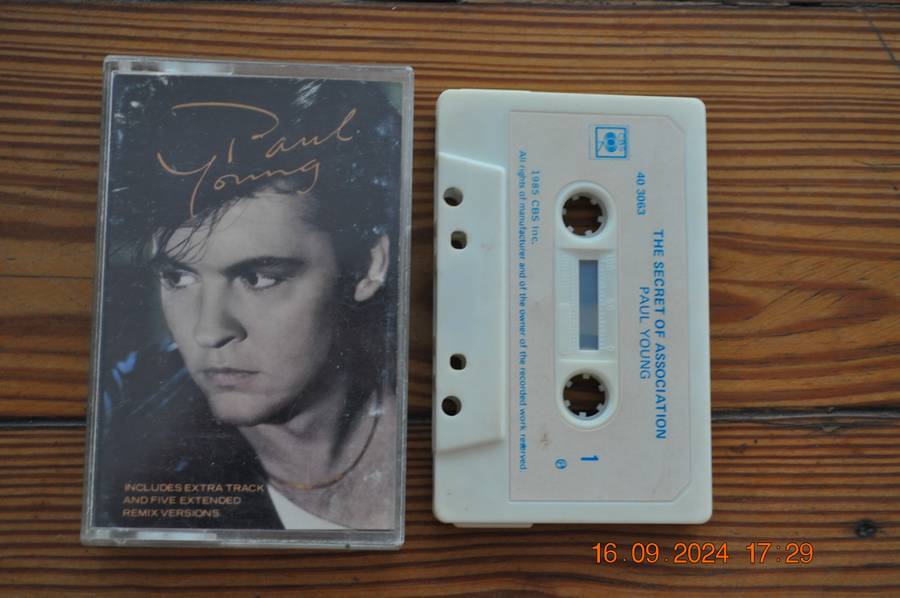 Paul
Young
INCLUDES EXTRA TRACK
AND FIVE EXTENDED
REMIX VERSIONS
CBS
40 3063
THE SECRET OF ASSOCIATION
PAUL YOUNG
1985 CBS Inc.
All rights of manufacturer and of the owner of the recorded work reserved
1
16.09.2024 17:29